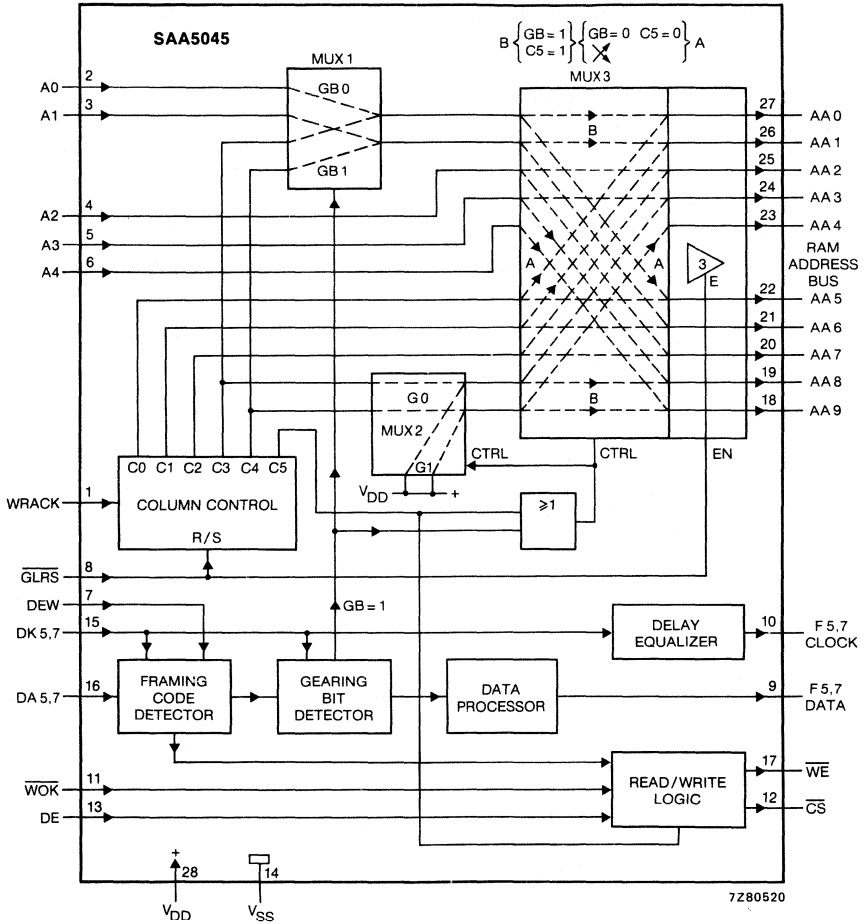 SAA5045
B { GB = 1 C5 = 1 } { GB = 0 C5 = 0 } A
MUX 1
MUX 3
A0 2
A1 3
GB 0
GB 1
A2 4
A3 5
A4 6
B
A
A
B
3
E
27 AA 0
26 AA 1
25 AA 2
24 AA 3
23 AA 4
RAM
ADDRESS
BUS
22 AA 5
21 AA 6
20 AA 7
19 AA 8
18 AA 9
G 0
MUX 2
G1
CTRL
CTRL
EN
VDD
+
C0 C1 C2 C3 C4 C5
COLUMN CONTROL
R / S
WRACK 1
≥1
GLRS 8
DEW 7
DK 5,7 15
GB = 1
DELAY
EQUALIZER
10 F 5,7
CLOCK
DA 5,7 16
FRAMING
CODE
DETECTOR
GEARING
BIT
DETECTOR
DATA
PROCESSOR
9 F 5,7
DATA
WOK 11
DE 13
READ / WRITE
LOGIC
17 WE
12 CS
+
28
VDD
14
VSS
7Z80520